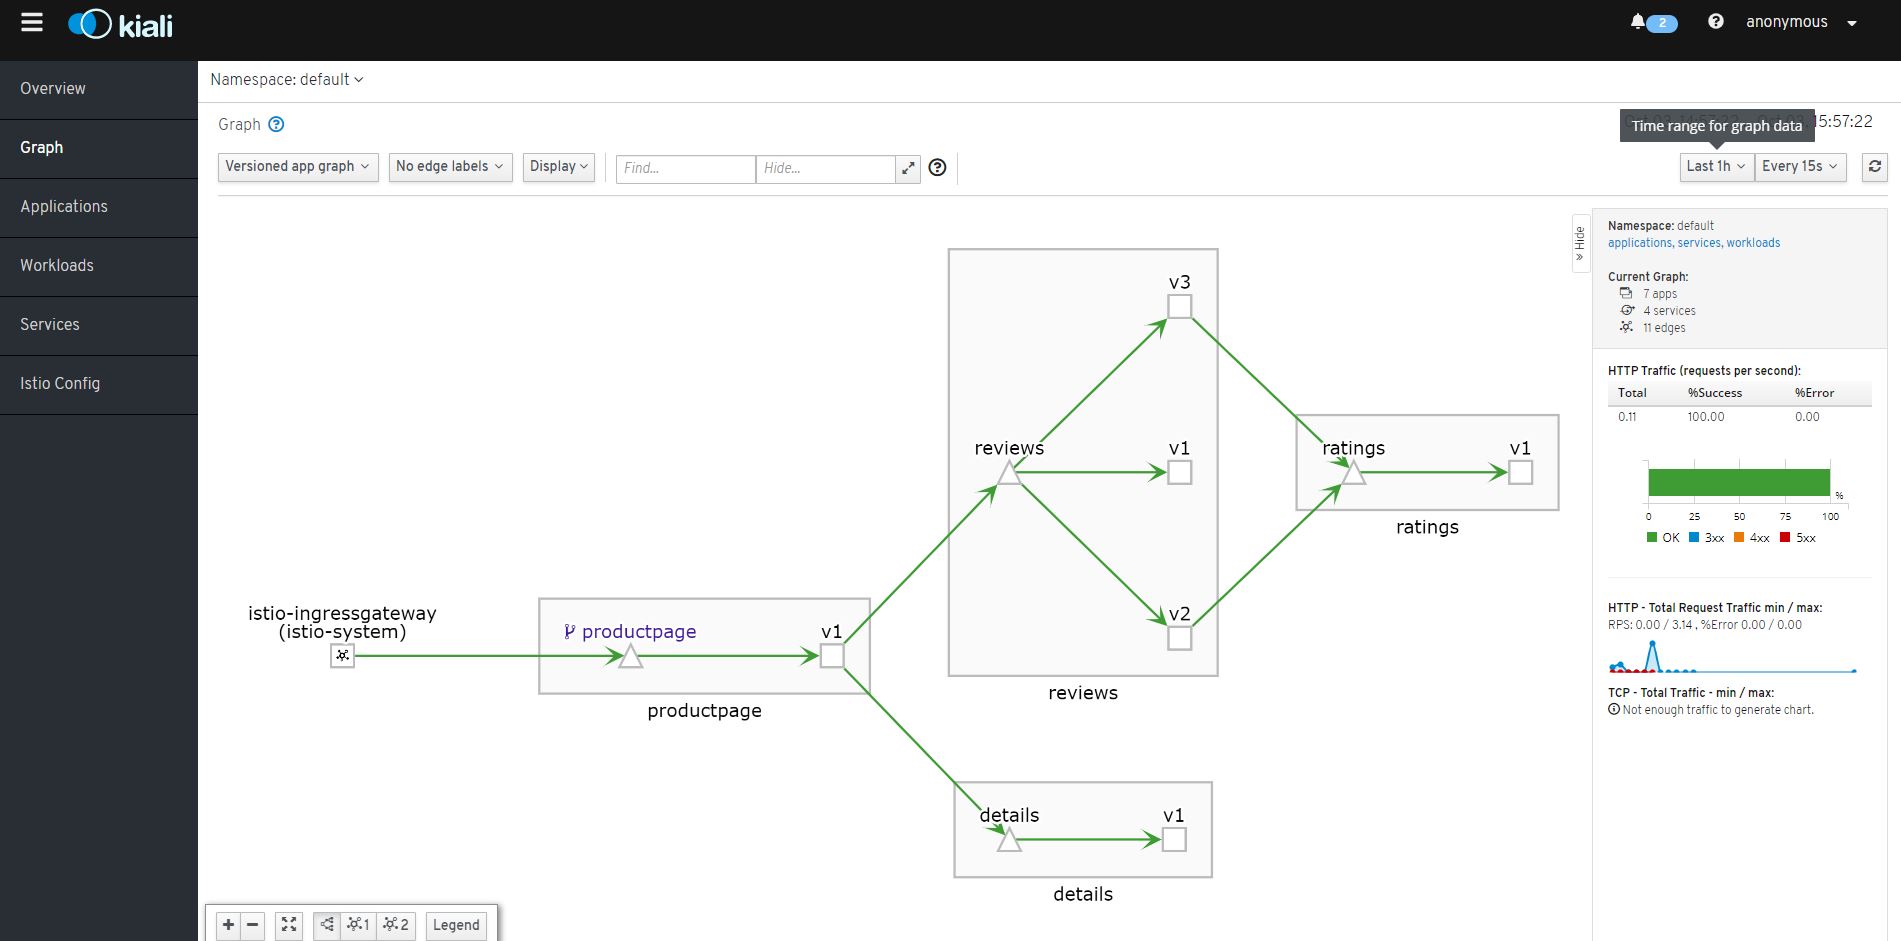 kiali
2
anonymous
Overview
Graph
Applications
Workloads
Services
Istio Config
Namespace: default
Graph
15:57:22
Time range for graph data
Versioned app graph
No edge labels
Display
Find...
Hide...
Last 1h
Every 15s
v3
reviews
v1
v2
reviews
ratings
v1
ratings
istio-ingressgateway
(istio-system)
productpage
v1
productpage
details
v1
details
+
-
1
2
Legend
» Hide
Namespace: default
applications, services, workloads
Current Graph:
7 apps
4 services
11 edges
HTTP Traffic (requests per second):
Total %Success %Error
0.11 100.00 0.00
%
0 25 50 75 100
OK 3xx 4xx 5xx
HTTP - Total Request Traffic min / max:
RPS: 0.00 / 3.14 , %Error 0.00 / 0.00
TCP - Total Traffic - min / max:
Not enough traffic to generate chart.